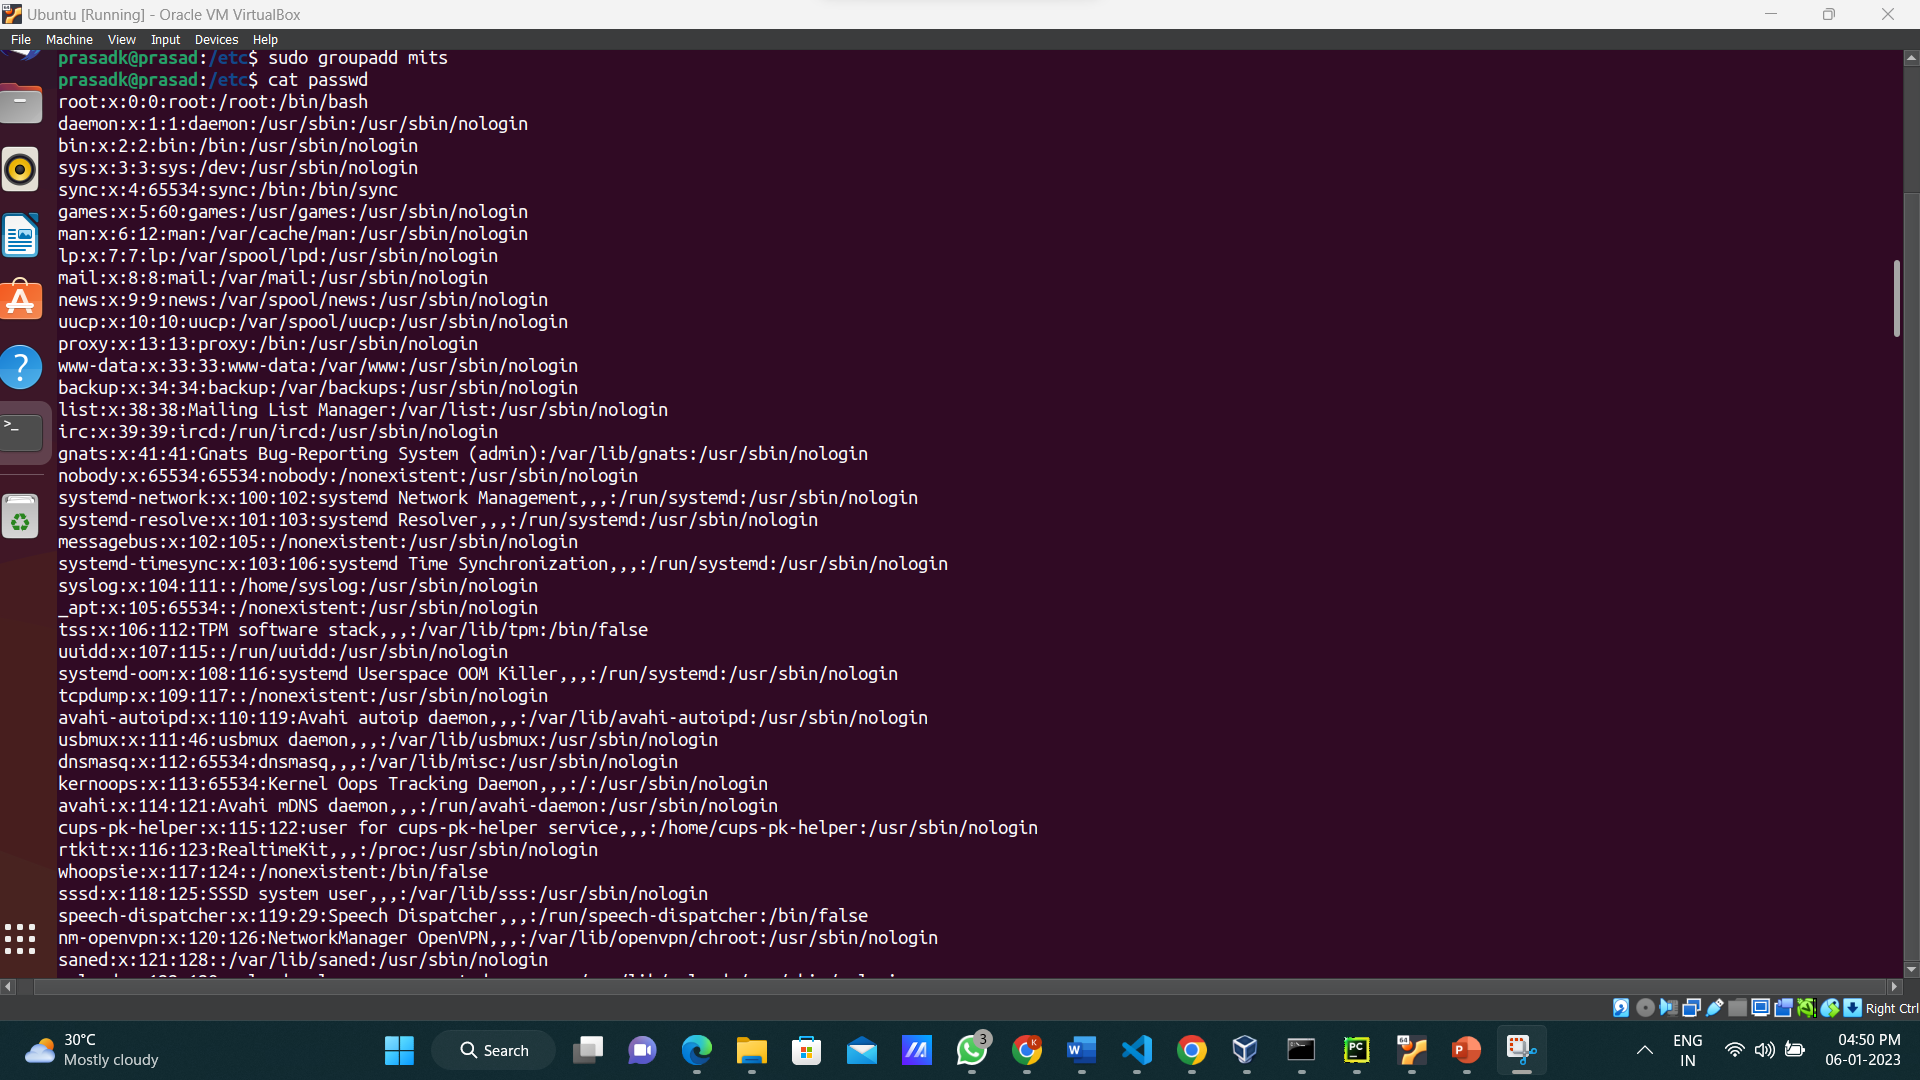 Ubuntu [Running] - Oracle VM VirtualBox
File Machine View Input Devices Help
prasadk@prasad:/etc$ sudo groupadd mits
prasadk@prasad:/etc$ cat passwd
root:x:0:0:root:/root:/bin/bash
daemon:x:1:1:daemon:/usr/sbin:/usr/sbin/nologin
bin:x:2:2:bin:/bin:/usr/sbin/nologin
sys:x:3:3:sys:/dev:/usr/sbin/nologin
sync:x:4:65534:sync:/bin:/bin/sync
games:x:5:60:games:/usr/games:/usr/sbin/nologin
man:x:6:12:man:/var/cache/man:/usr/sbin/nologin
lp:x:7:7:lp:/var/spool/lpd:/usr/sbin/nologin
mail:x:8:8:mail:/var/mail:/usr/sbin/nologin
news:x:9:9:news:/var/spool/news:/usr/sbin/nologin
uucp:x:10:10:uucp:/var/spool/uucp:/usr/sbin/nologin
proxy:x:13:13:proxy:/bin:/usr/sbin/nologin
www-data:x:33:33:www-data:/var/www:/usr/sbin/nologin
backup:x:34:34:backup:/var/backups:/usr/sbin/nologin
list:x:38:38:Mailing List Manager:/var/list:/usr/sbin/nologin
irc:x:39:39:ircd:/run/ircd:/usr/sbin/nologin
gnats:x:41:41:Gnats Bug-Reporting System (admin):/var/lib/gnats:/usr/sbin/nologin
nobody:x:65534:65534:nobody:/nonexistent:/usr/sbin/nologin
systemd-network:x:100:102:systemd Network Management,,,:/run/systemd:/usr/sbin/nologin
systemd-resolve:x:101:103:systemd Resolver,,,:/run/systemd:/usr/sbin/nologin
messagebus:x:102:105::/nonexistent:/usr/sbin/nologin
systemd-timesync:x:103:106:systemd Time Synchronization,,,:/run/systemd:/usr/sbin/nologin
syslog:x:104:111::/home/syslog:/usr/sbin/nologin
_apt:x:105:65534::/nonexistent:/usr/sbin/nologin
tss:x:106:112:TPM software stack,,,:/var/lib/tpm:/bin/false
uuidd:x:107:115::/run/uuidd:/usr/sbin/nologin
systemd-oom:x:108:116:systemd Userspace OOM Killer,,,:/run/systemd:/usr/sbin/nologin
tcpdump:x:109:117::/nonexistent:/usr/sbin/nologin
avahi-autoipd:x:110:119:Avahi autoip daemon,,,:/var/lib/avahi-autoipd:/usr/sbin/nologin
usbmux:x:111:46:usbmux daemon,,,:/var/lib/usbmux:/usr/sbin/nologin
dnsmasq:x:112:65534:dnsmasq,,,:/var/lib/misc:/usr/sbin/nologin
kernoops:x:113:65534:Kernel Oops Tracking Daemon,,,:/:/usr/sbin/nologin
avahi:x:114:121:Avahi mDNS daemon,,,:/run/avahi-daemon:/usr/sbin/nologin
cups-pk-helper:x:115:122:user for cups-pk-helper service,,,:/home/cups-pk-helper:/usr/sbin/nologin
rtkit:x:116:123:RealtimeKit,,,:/proc:/usr/sbin/nologin
whoopsie:x:117:124::/nonexistent:/bin/false
sssd:x:118:125:SSSD system user,,,:/var/lib/sss:/usr/sbin/nologin
speech-dispatcher:x:119:29:Speech Dispatcher,,,:/run/speech-dispatcher:/bin/false
nm-openvpn:x:120:126:NetworkManager OpenVPN,,,:/var/lib/openvpn/chroot:/usr/sbin/nologin
saned:x:121:128::/var/lib/saned:/usr/sbin/nologin
Right Ctrl
30°C
Mostly cloudy
Search
3
ENG
IN
04:50 PM
06-01-2023